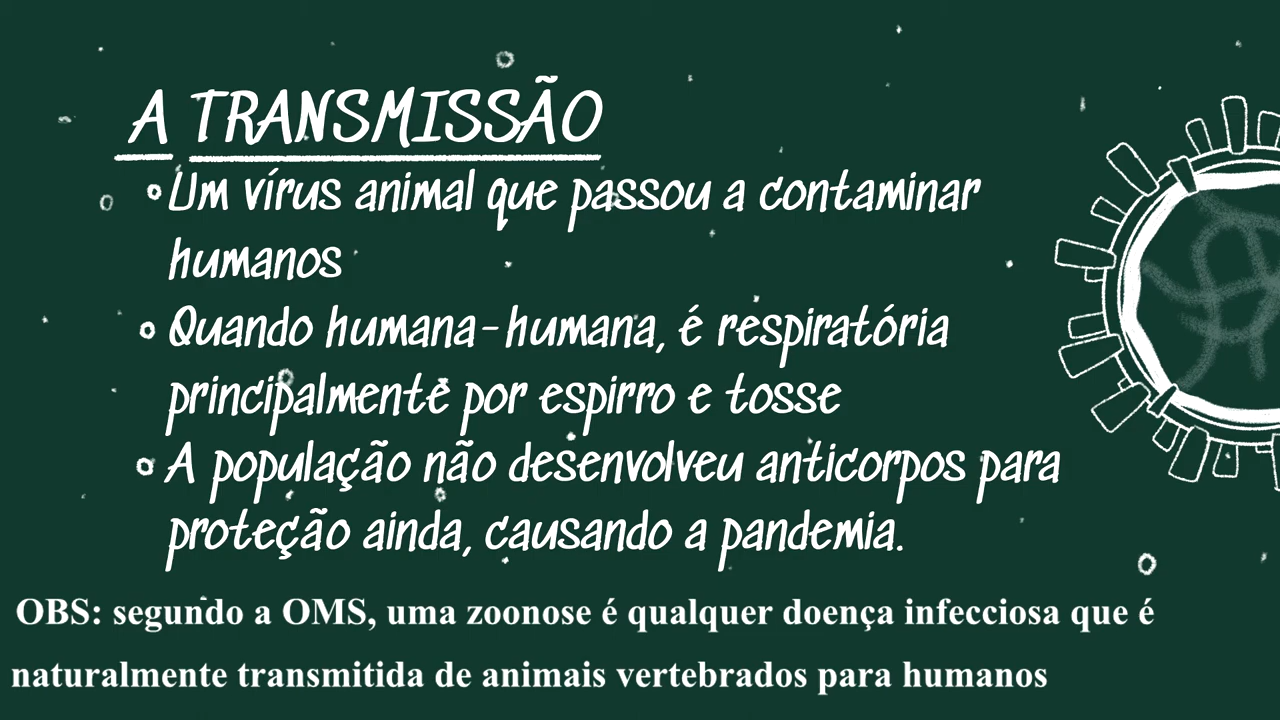 A TRANSMISSÃO
Um vírus animal que passou a contaminar
humanos
Quando humana-humana, é respiratória
principalmente por espirro e tosse
A população não desenvolveu anticorpos para
proteção ainda, causando a pandemia.
OBS: segundo a OMS, uma zoonose é qualquer doença infecciosa que é
naturalmente transmitida de animais vertebrados para humanos